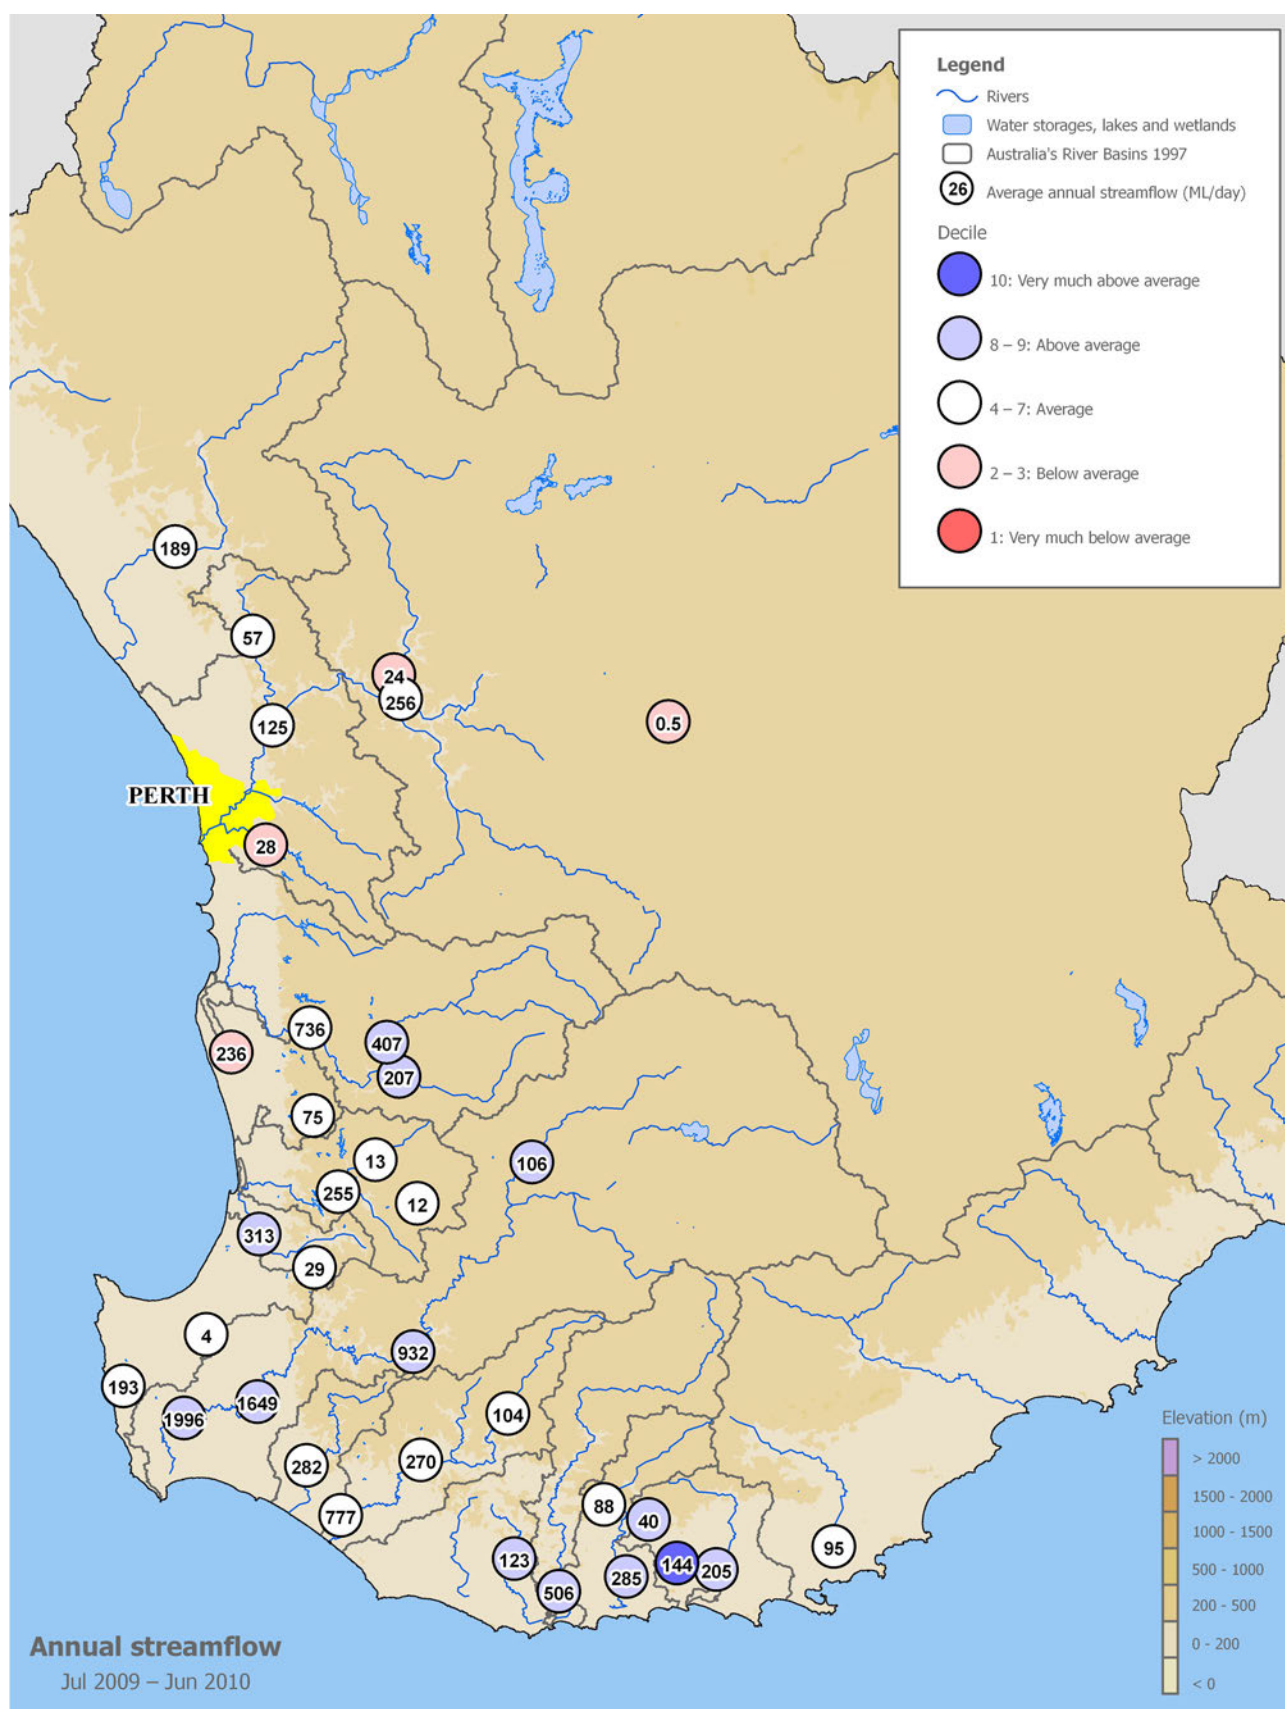 Legend
Rivers
Water storages, lakes and wetlands
Australia's River Basins 1997
26 Average annual streamflow (ML/day)
Decile
10: Very much above average
8 – 9: Above average
4 – 7: Average
2 – 3: Below average
1: Very much below average
189
57
24
256
0.5
125
PERTH
28
736
407
236
207
75
13
106
255
12
313
29
4
932
193
1649
1996
104
282
270
777
88
40
95
123
144
205
285
506
Elevation (m)
> 2000
1500 - 2000
1000 - 1500
500 - 1000
200 - 500
0 - 200
< 0
Annual streamflow
Jul 2009 – Jun 2010